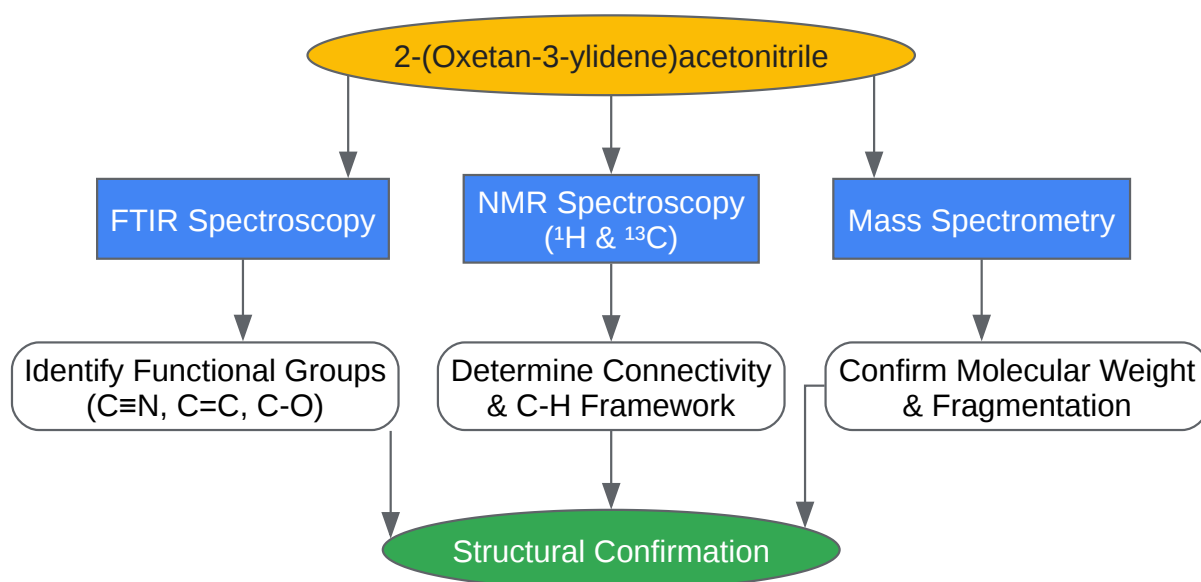 2-(Oxetan-3-ylidene)acetonitrile
FTIR Spectroscopy
NMR Spectroscopy
(¹H & ¹³C)
Mass Spectrometry
Identify Functional Groups
(C≡N, C=C, C-O)
Determine Connectivity
& C-H Framework
Confirm Molecular Weight
& Fragmentation
Structural Confirmation